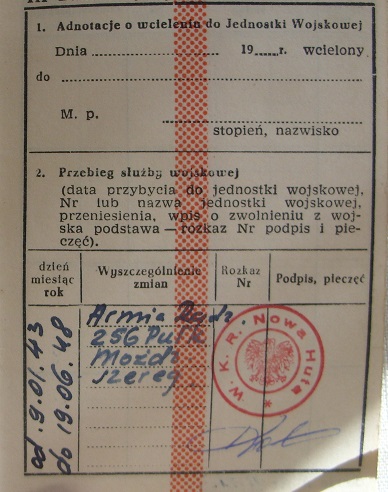 1. Adnotacje o wcieleniu do Jednostki Wojskowej
Dnia 19 r. wcielony
do
M. p.
stopień, nazwisko
2. Przebieg służby wojskowej
(data przybycia do jednostki wojskowej,
Nr lub nazwa jednostki wojskowej,
przeniesienia, wpis o zwolnieniu z woj-
ska podstawa — rozkaz Nr podpis i pie-
częć).
dzień miesiąc rok
Wyszczególnienie zmian
Rozkaz Nr
Podpis, pieczęć
od 9.01.43
do 19.06.48
Armia Radz.
256 Pułk
Moźdz
szereg
W. K. R. Nowa Huta